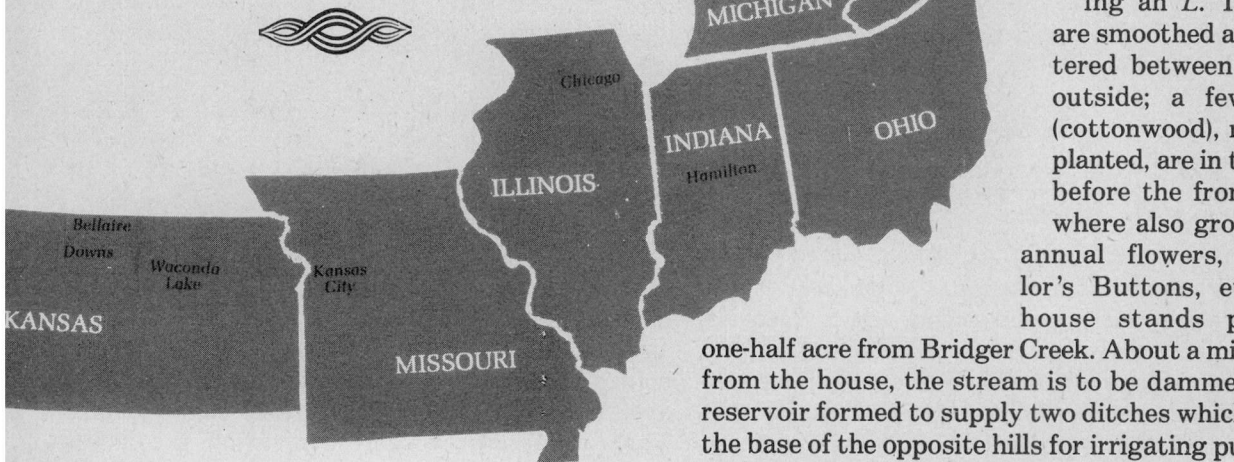 MICHIGAN
Chicago
INDIANA
Hamilton
OHIO
ILLINOIS
Bellaire
Downs
Waconda
Lake
Kansas
City
KANSAS
MISSOURI
ing an L.
are smoothed a
tered between
outside; a fe
(cottonwood),
planted, are in t
before the fron
where also gro
annual flowers,
lor's Buttons, e
house stands p
one-half acre from Bridger Creek. About a mi
from the house, the stream is to be damme
reservoir formed to supply two ditches whic
the base of the opposite hills for irrigating pu